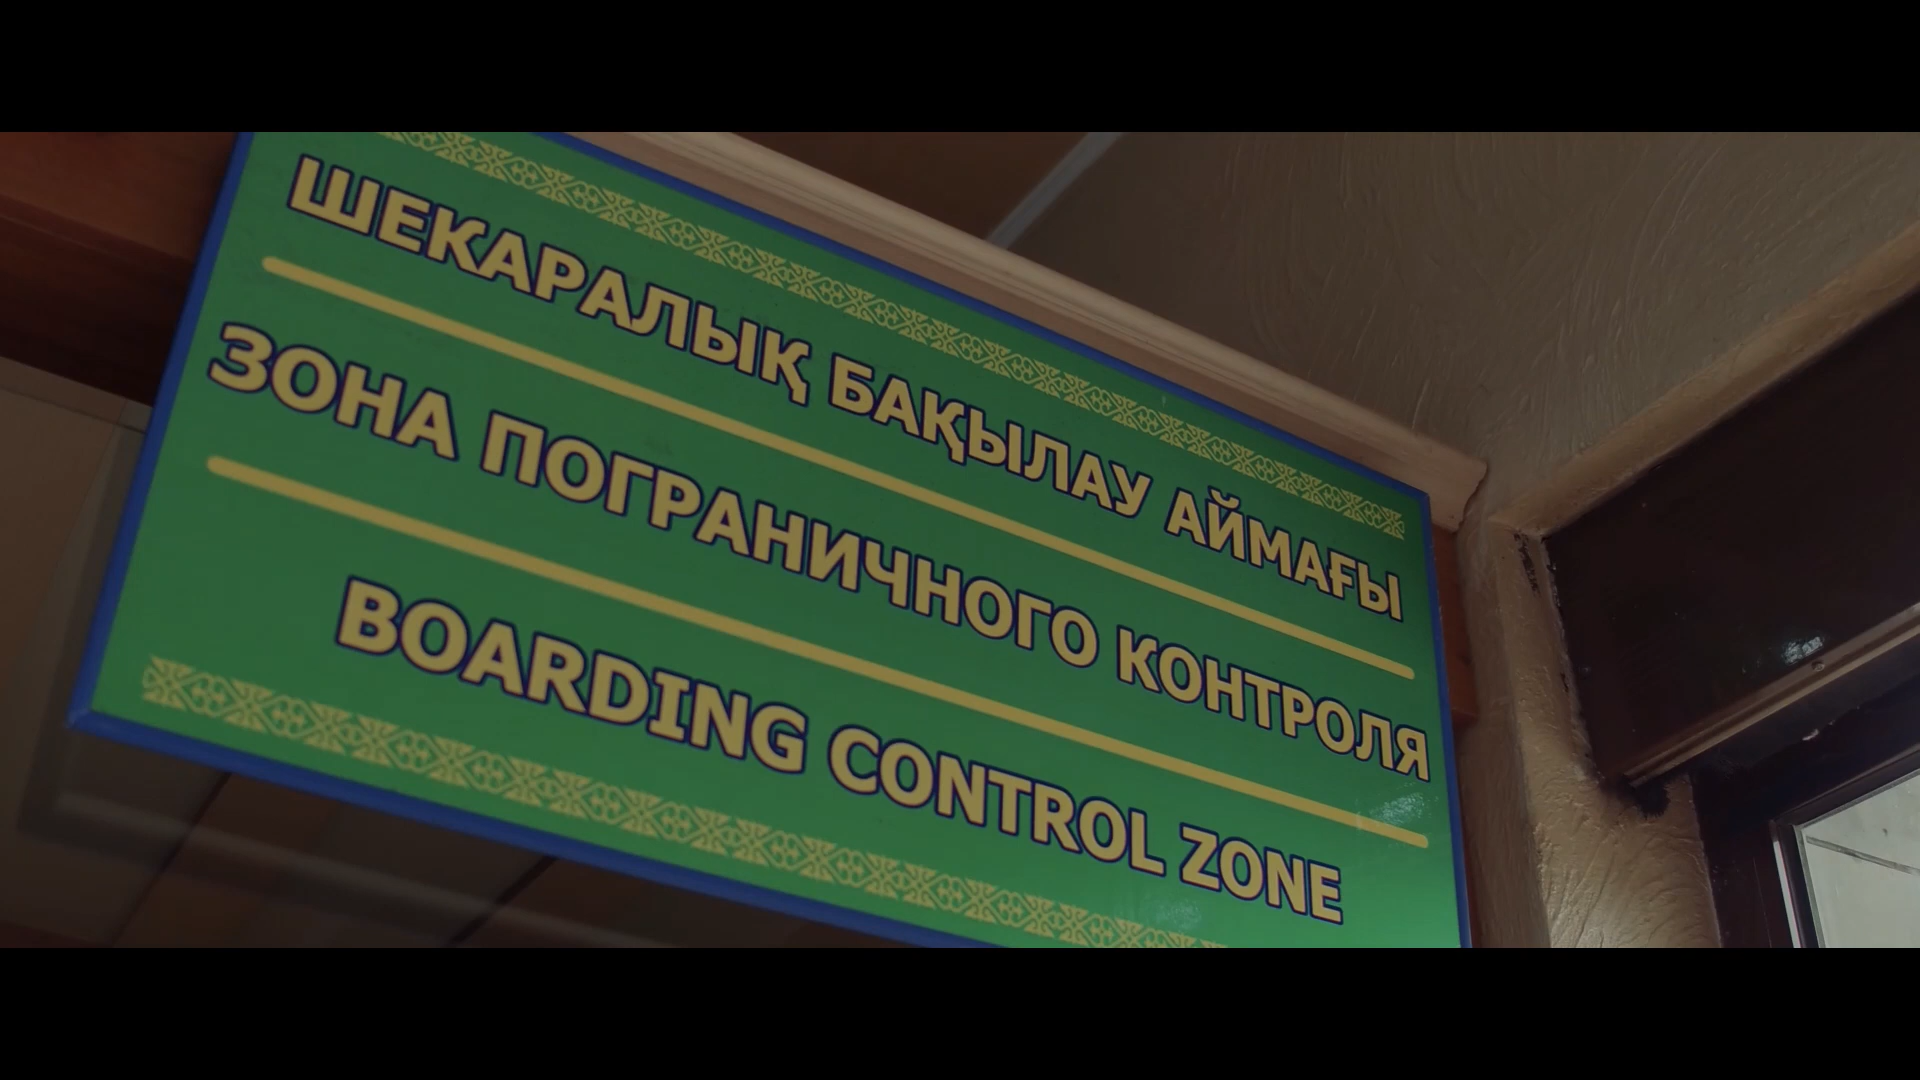 ШЕКАРАЛЫҚ БАҚЫЛАУ АЙМАҒЫ
ЗОНА ПОГРАНИЧНОГО КОНТРОЛЯ
BOARDING CONTROL ZONE